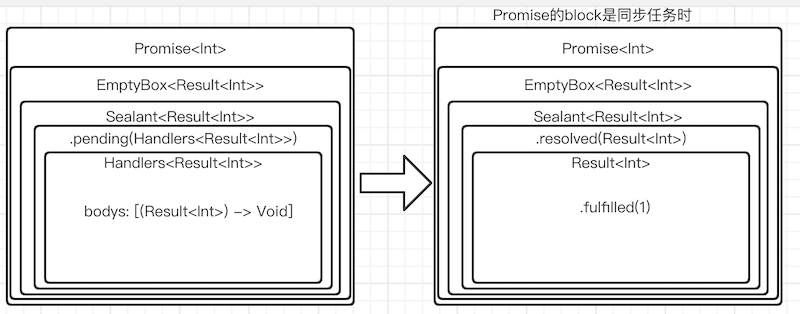 Promise的block是同步任务时
Promise<Int>
EmptyBox<Result<Int>>
Sealant<Result<Int>>
.pending(Handlers<Result<Int>>)
Handlers<Result<Int>>
bodys: [(Result<Int>) -> Void]
Promise<Int>
EmptyBox<Result<Int>>
Sealant<Result<Int>>
.resolved(Result<Int>)
Result<Int>
.fulfilled(1)